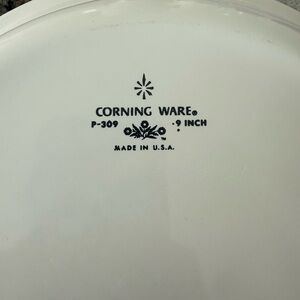 CORNING WARE®
P-309 9 INCH
MADE IN U.S.A.